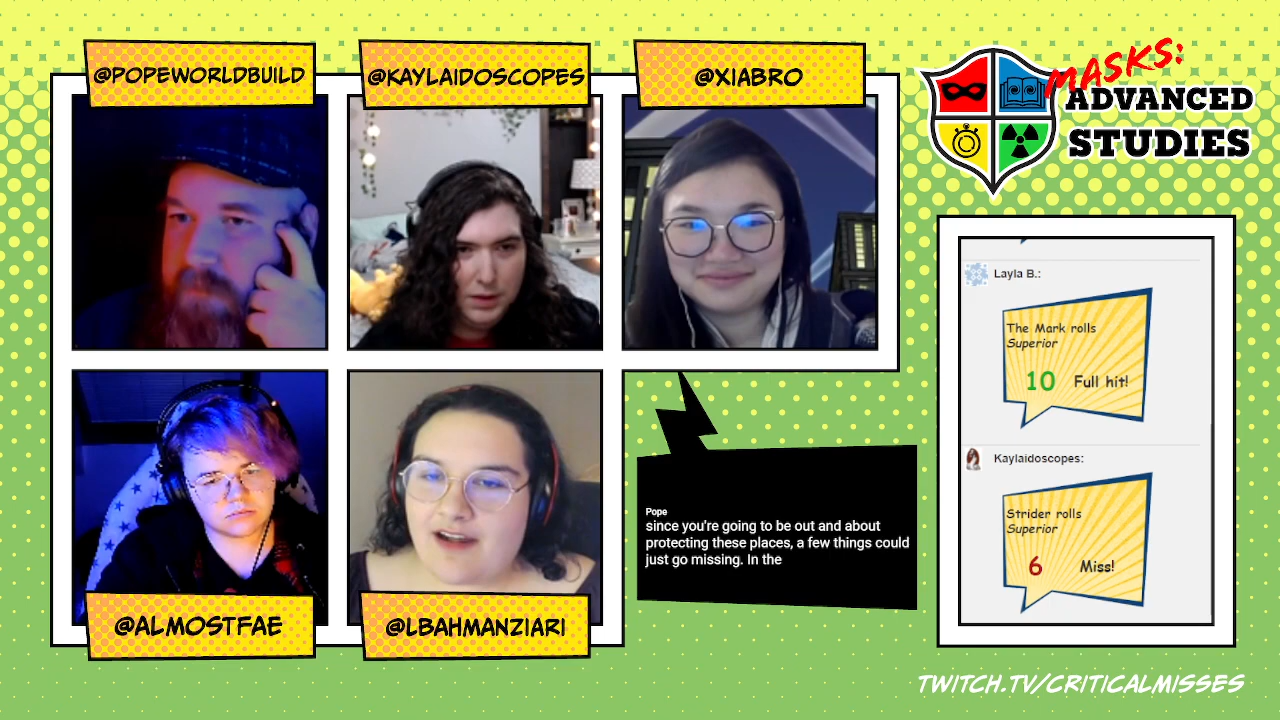 @POPEWORLDBUILD
@KAYLAIDOSCOPES
@XIABRO
MASKS:
ADVANCED
STUDIES
Layla B.:
The Mark rolls
Superior
10 Full hit!
Kaylaidoscopes:
Strider rolls
Superior
6 Miss!
Pope
since you're going to be out and about
protecting these places, a few things could
just go missing. In the
@ALMOSTFAE
@LBAHMANZIARI
TWITCH.TV/CRITICALMISSES